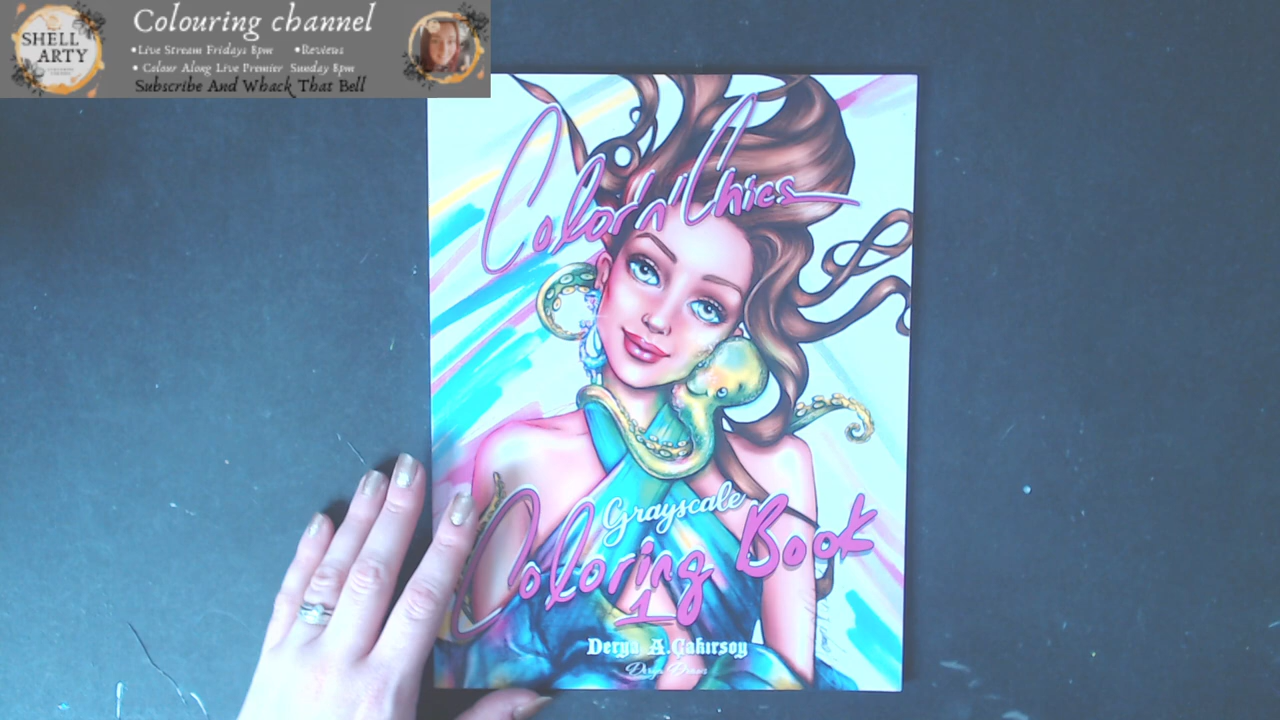 SHELL
ARTY
Colouring channel
•Live Stream Fridays 8pm •Reviews
• Colour Along Live Premier Sunday 8pm
Subscribe And Whack That Bell
Color'n Chics
Grayscale
Coloring Book
1
Derya A. Cakırsoy